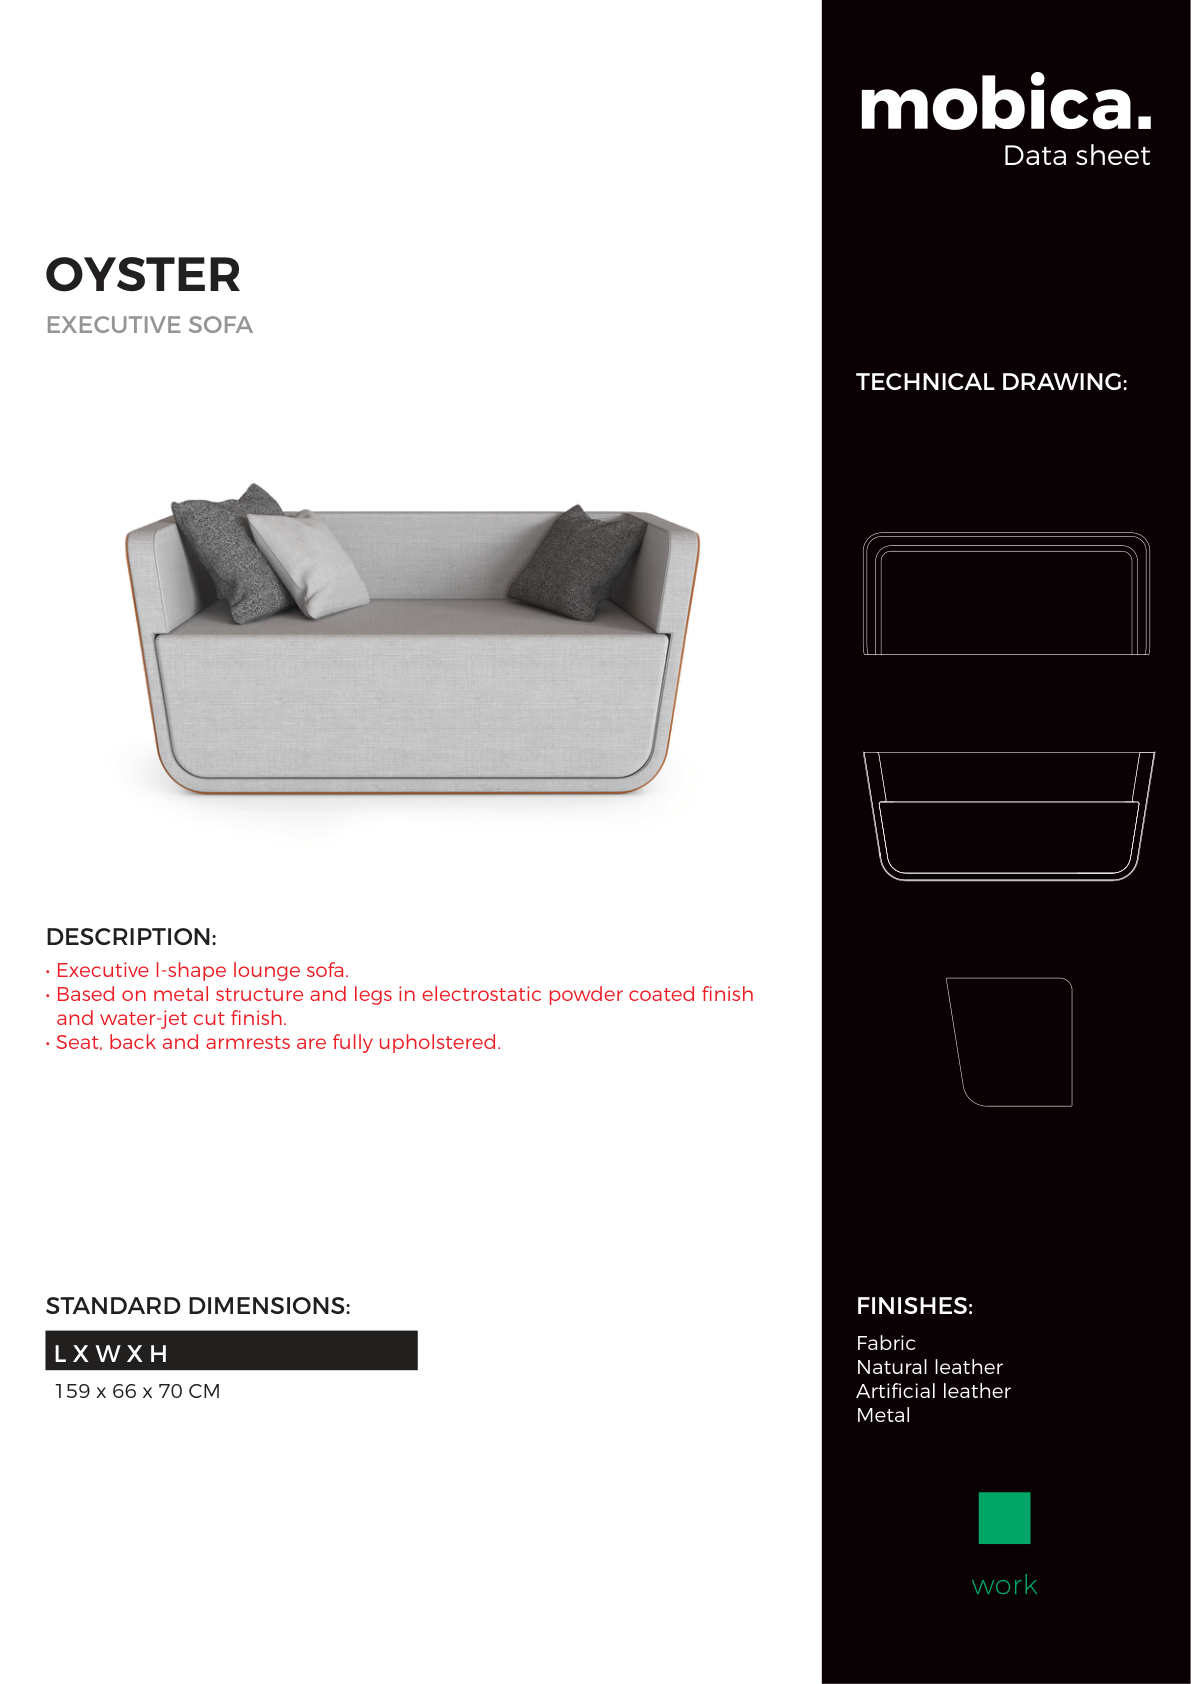 mobica.
Data sheet
OYSTER
EXECUTIVE SOFA
TECHNICAL DRAWING:
DESCRIPTION:
• Executive l-shape lounge sofa.
• Based on metal structure and legs in electrostatic powder coated finish
and water-jet cut finish.
• Seat, back and armrests are fully upholstered.
STANDARD DIMENSIONS:
L X W X H
159 x 66 x 70 CM
FINISHES:
Fabric
Natural leather
Artificial leather
Metal
work